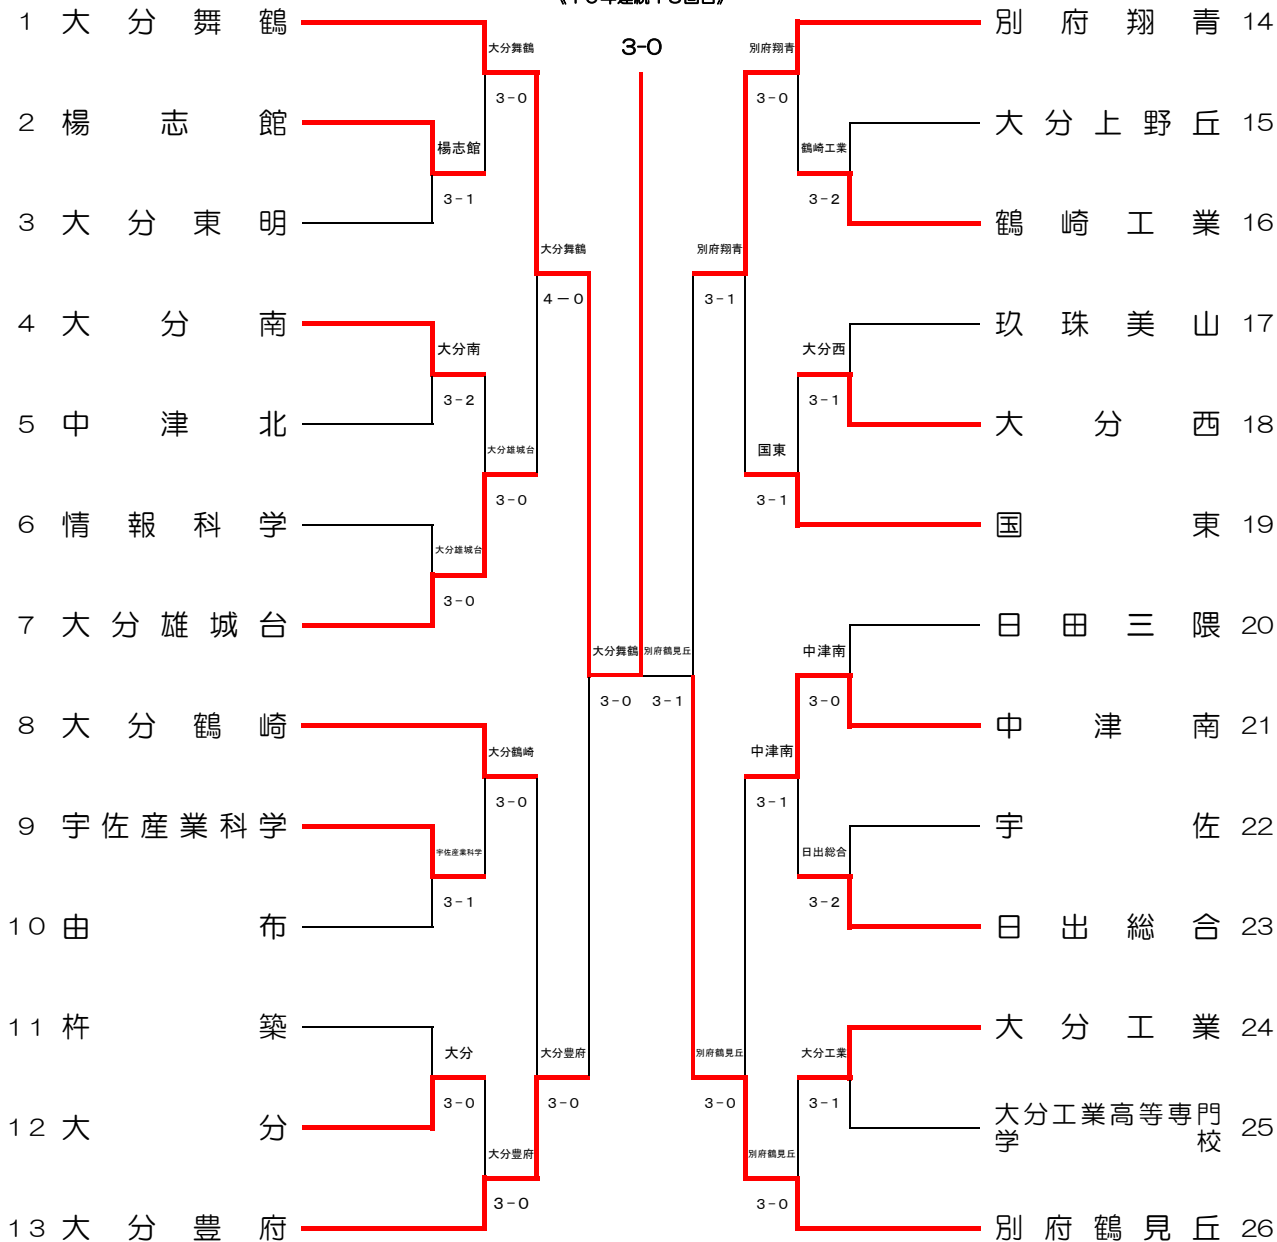 3-0
1 大分舞鶴
2 楊志館
3 大分東明
4 大分南
5 中津北
6 情報科学
7 大分雄城台
8 大分鶴崎
9 宇佐産業科学
10 由布
11 杵築
12 大分
13 大分豊府
大分舞鶴
3-0
楊志館
3-1
大分舞鶴
4-0
大分南
3-2
大分雄城台
3-0
大分雄城台
3-0
大分舞鶴
3-0
大分鶴崎
3-0
宇佐産業科学
3-1
大分
3-0
大分豊府
3-0
大分豊府
3-0
別府翔青
3-0
鶴崎工業
3-2
別府翔青
3-1
大分西
3-1
国東
3-1
別府鶴見丘
3-1
中津南
3-0
中津南
3-1
日出総合
3-2
別府鶴見丘
3-0
大分工業
3-1
別府鶴見丘
3-0
別府翔青 14
大分上野丘 15
鶴崎工業 16
玖珠美山 17
大分西 18
国東 19
日田三隈 20
中津南 21
宇佐 22
日出総合 23
大分工業 24
大分工業高等専門
学校 25
別府鶴見丘 26